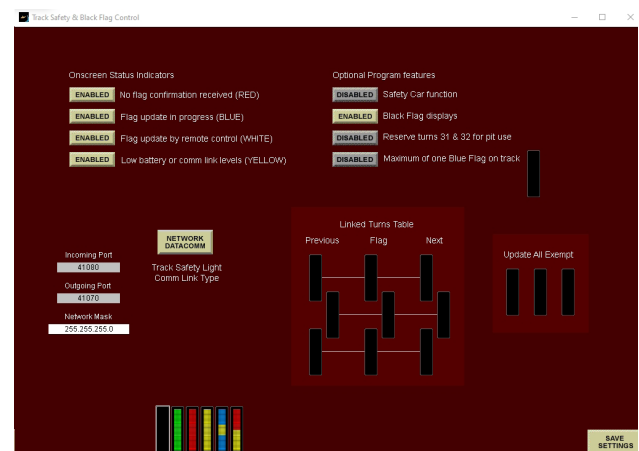 Track Safety & Black Flag Control
Onscreen Status Indicators
ENABLED No flag confirmation received (RED)
ENABLED Flag update in progress (BLUE)
ENABLED Flag update by remote control (WHITE)
ENABLED Low battery or comm link levels (YELLOW)
Optional Program features
DISABLED Safety Car function
ENABLED Black Flag displays
DISABLED Reserve turns 31 & 32 for pit use
DISABLED Maximum of one Blue Flag on track
NETWORK
DATACOMM
Track Safety Light
Comm Link Type
Incoming Port
41080
Outgoing Port
41070
Network Mask
255.255.255.0
Linked Turns Table
Previous Flag Next
Update All Exempt
SAVE
SETTINGS